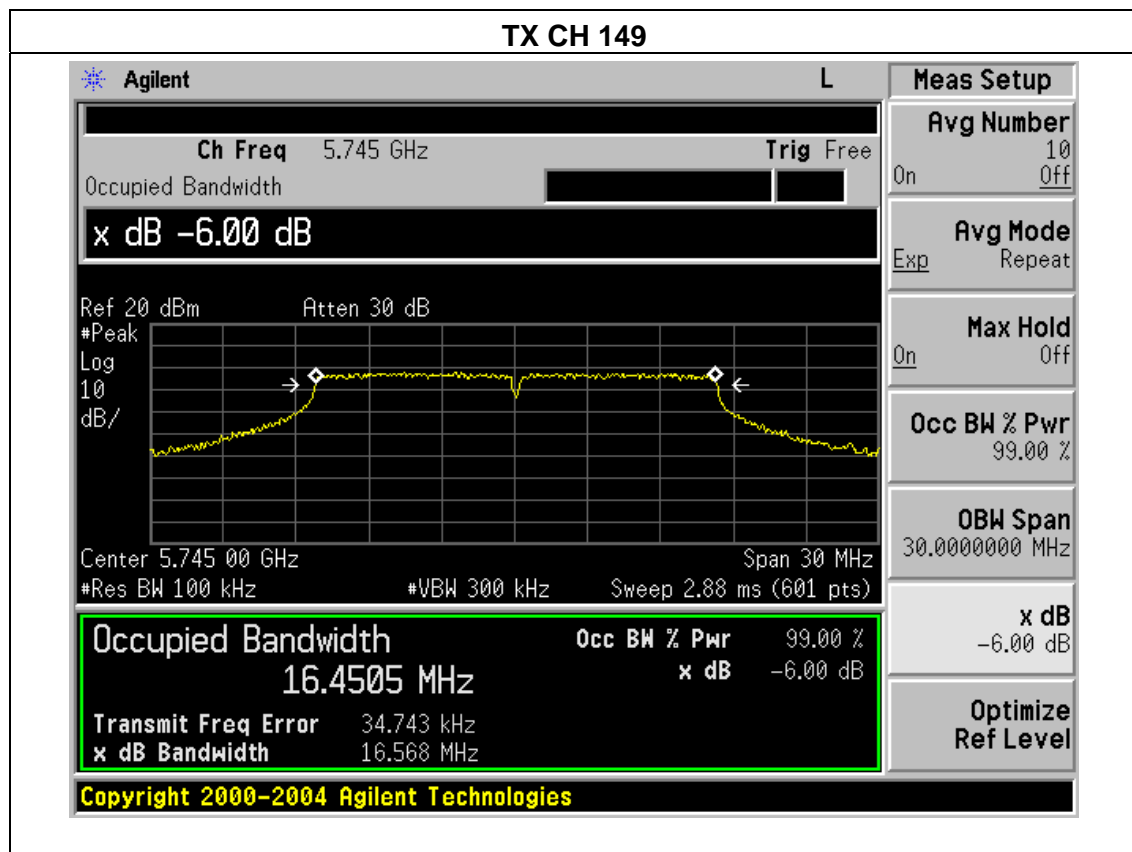 TX CH 149
Agilent L
Ch Freq 5.745 GHz Trig Free
Occupied Bandwidth
x dB -6.00 dB
Ref 20 dBm Atten 30 dB
#Peak
Log
10
dB/
Center 5.745 00 GHz Span 30 MHz
#Res BW 100 kHz #VBW 300 kHz Sweep 2.88 ms (601 pts)
Occupied Bandwidth Occ BW % Pwr 99.00 %
16.4505 MHz x dB -6.00 dB
Transmit Freq Error 34.743 kHz
x dB Bandwidth 16.568 MHz
Copyright 2000-2004 Agilent Technologies
Meas Setup
Avg Number
10
On Off
Avg Mode
Exp Repeat
Max Hold
On Off
Occ BW % Pwr
99.00 %
OBW Span
30.0000000 MHz
x dB
-6.00 dB
Optimize
Ref Level